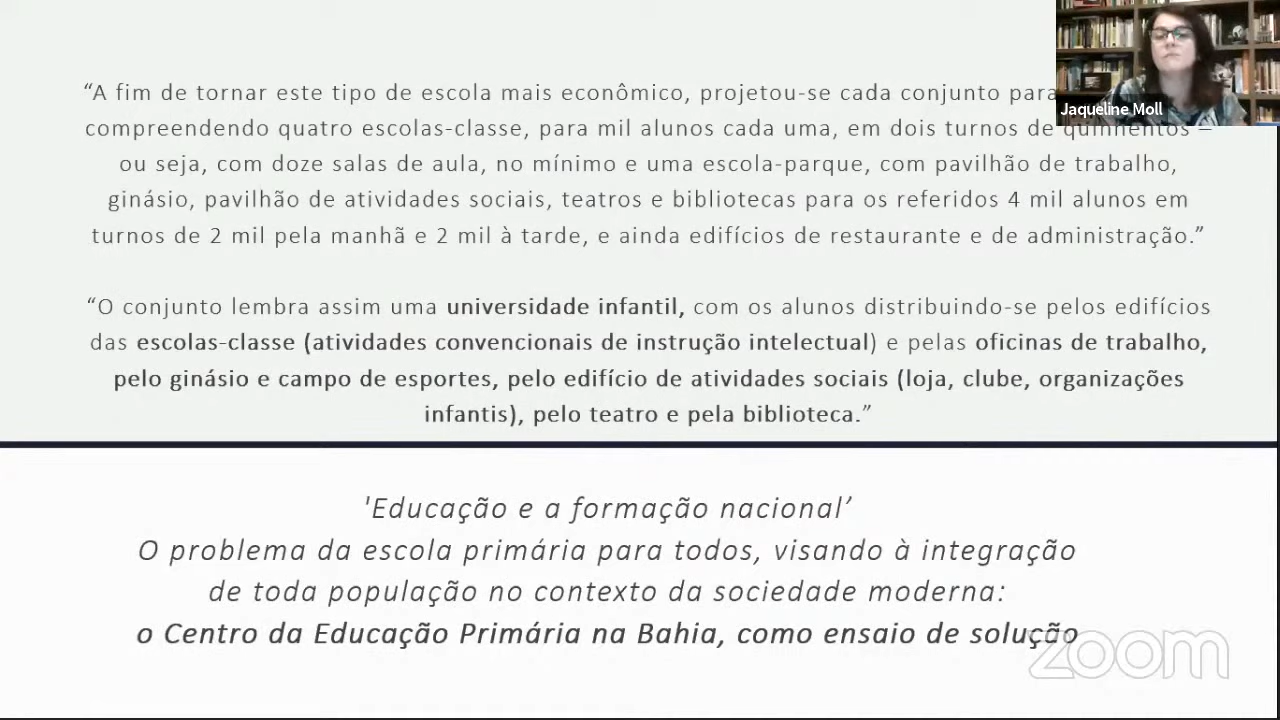 “A fim de tornar este tipo de escola mais econômico, projetou-se cada conjunto para
compreendendo quatro escolas-classe, para mil alunos cada uma, em dois turnos de quinhentos –
ou seja, com doze salas de aula, no mínimo e uma escola-parque, com pavilhão de trabalho,
ginásio, pavilhão de atividades sociais, teatros e bibliotecas para os referidos 4 mil alunos em
turnos de 2 mil pela manhã e 2 mil à tarde, e ainda edifícios de restaurante e de administração.”
“O conjunto lembra assim uma universidade infantil, com os alunos distribuindo-se pelos edifícios
das escolas-classe (atividades convencionais de instrução intelectual) e pelas oficinas de trabalho,
pelo ginásio e campo de esportes, pelo edifício de atividades sociais (loja, clube, organizações
infantis), pelo teatro e pela biblioteca.”
'Educação e a formação nacional’
O problema da escola primária para todos, visando à integração
de toda população no contexto da sociedade moderna:
o Centro da Educação Primária na Bahia, como ensaio de solução
Jaqueline Moll
zoom